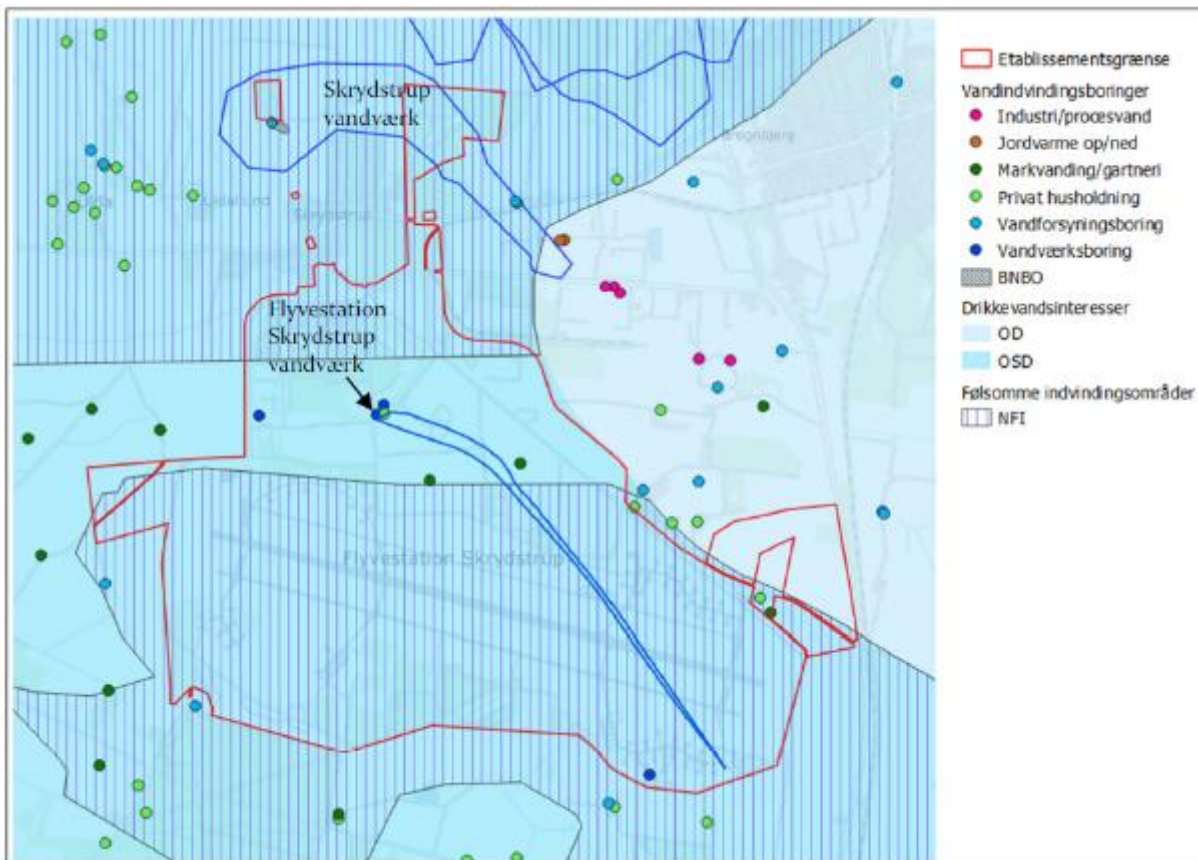 Skrydstrup
vandværk
Skrydstrup
Flyvestation
Skrydstrup
vandværk
Flyvestation Skrydstrup
Etablissementsgrænse
Vandindvindingsboringer
Industri/procesvand
Jordvarme op/ned
Markvanding/gartneri
Privat husholdning
Vandforsyningsboring
Vandværksboring
BNBO
Drikkevandsinteresser
OD
OSD
Følsomme indvindingsområder
NFI